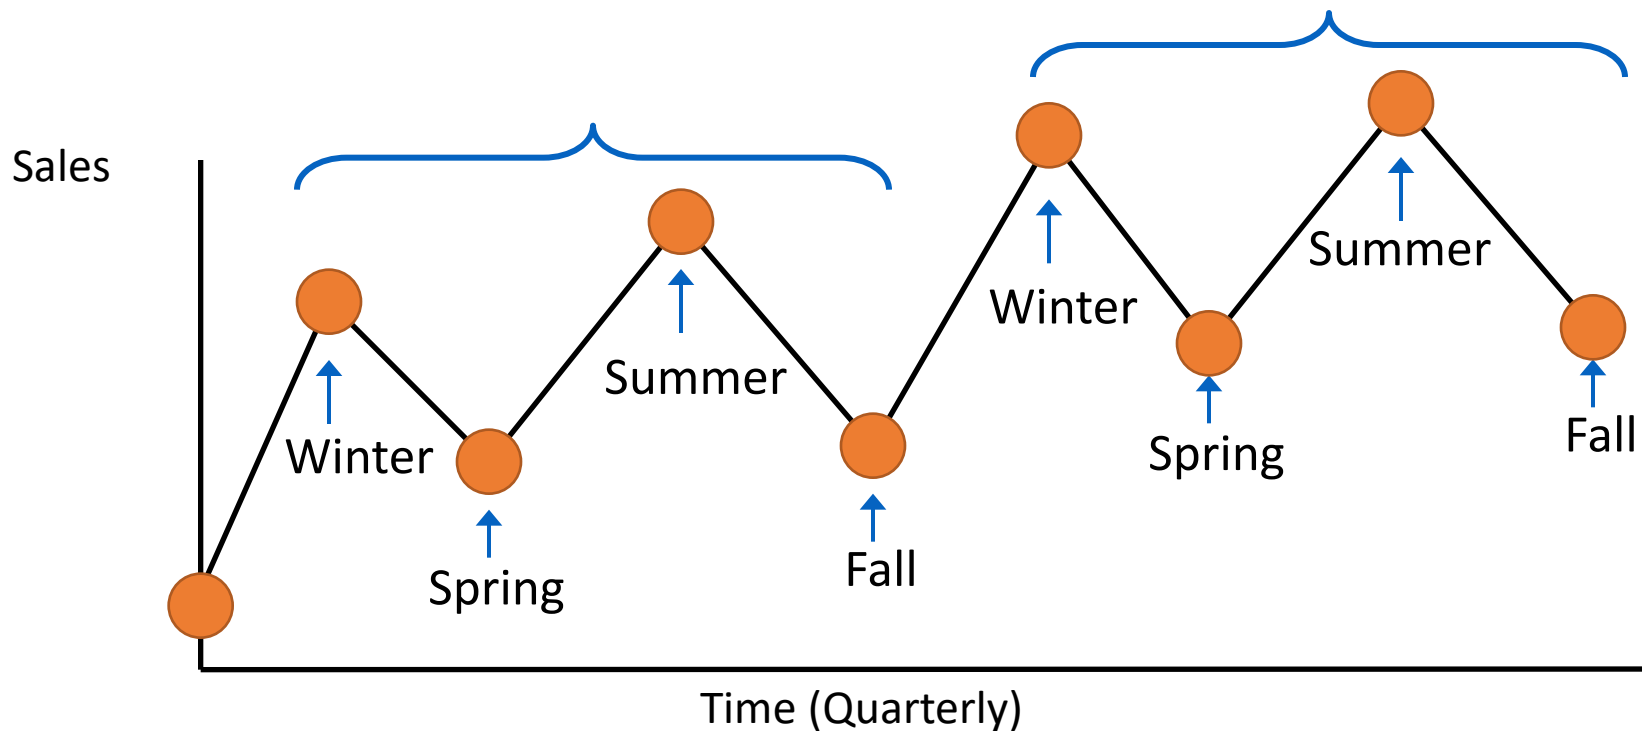 Sales
Winter
Spring
Summer
Fall
Winter
Spring
Summer
Fall
Time (Quarterly)